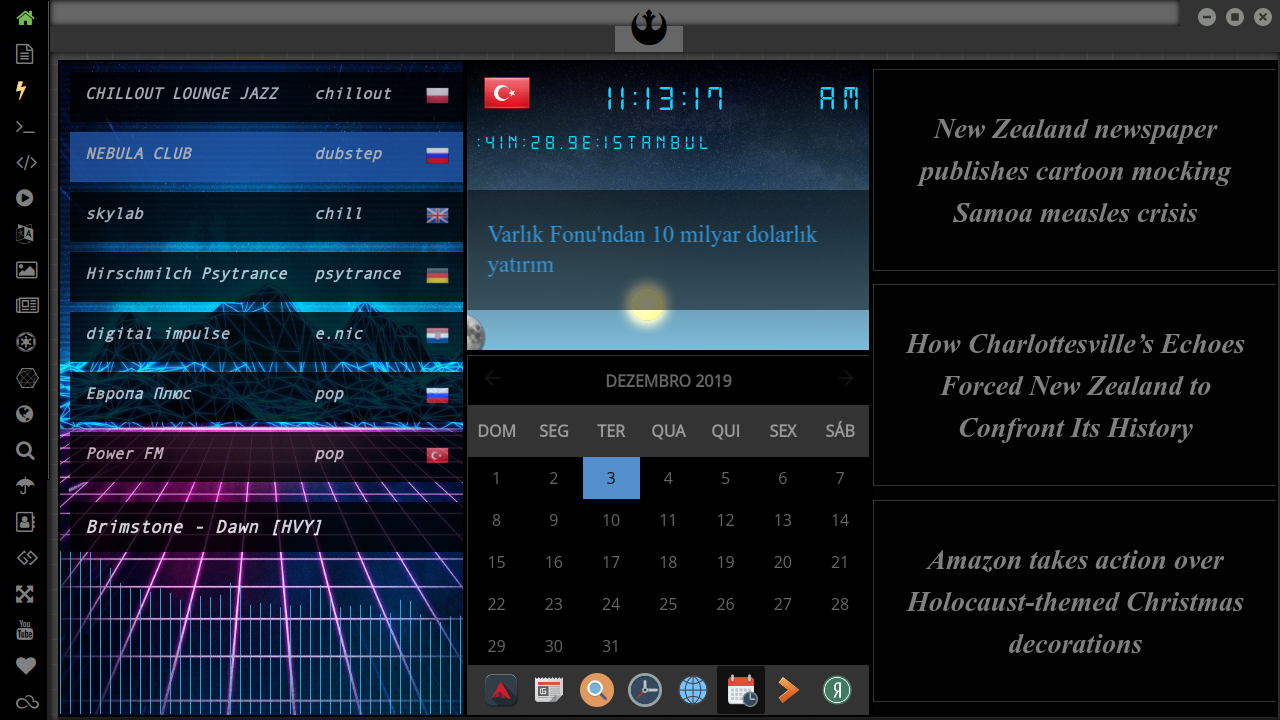 CHILLOUT LOUNGE JAZZ chillout
NEBULA CLUB dubstep
skylab chill
Hirschmilch Psytrance psytrance
digital impulse e.nic
Европа Плюс pop
Power FM pop
Brimstone - Dawn [HVY]
11:13:17 AM
:41N:28.9E:ISTANBUL
Varlık Fonu'ndan 10 milyar dolarlık
yatırım
DEZEMBRO 2019
DOM SEG TER QUA QUI SEX SÁB
1 2 3 4 5 6 7
8 9 10 11 12 13 14
15 16 17 18 19 20 21
22 23 24 25 26 27 28
29 30 31
New Zealand newspaper
publishes cartoon mocking
Samoa measles crisis
How Charlottesville’s Echoes
Forced New Zealand to
Confront Its History
Amazon takes action over
Holocaust-themed Christmas
decorations
You
Tube
Я